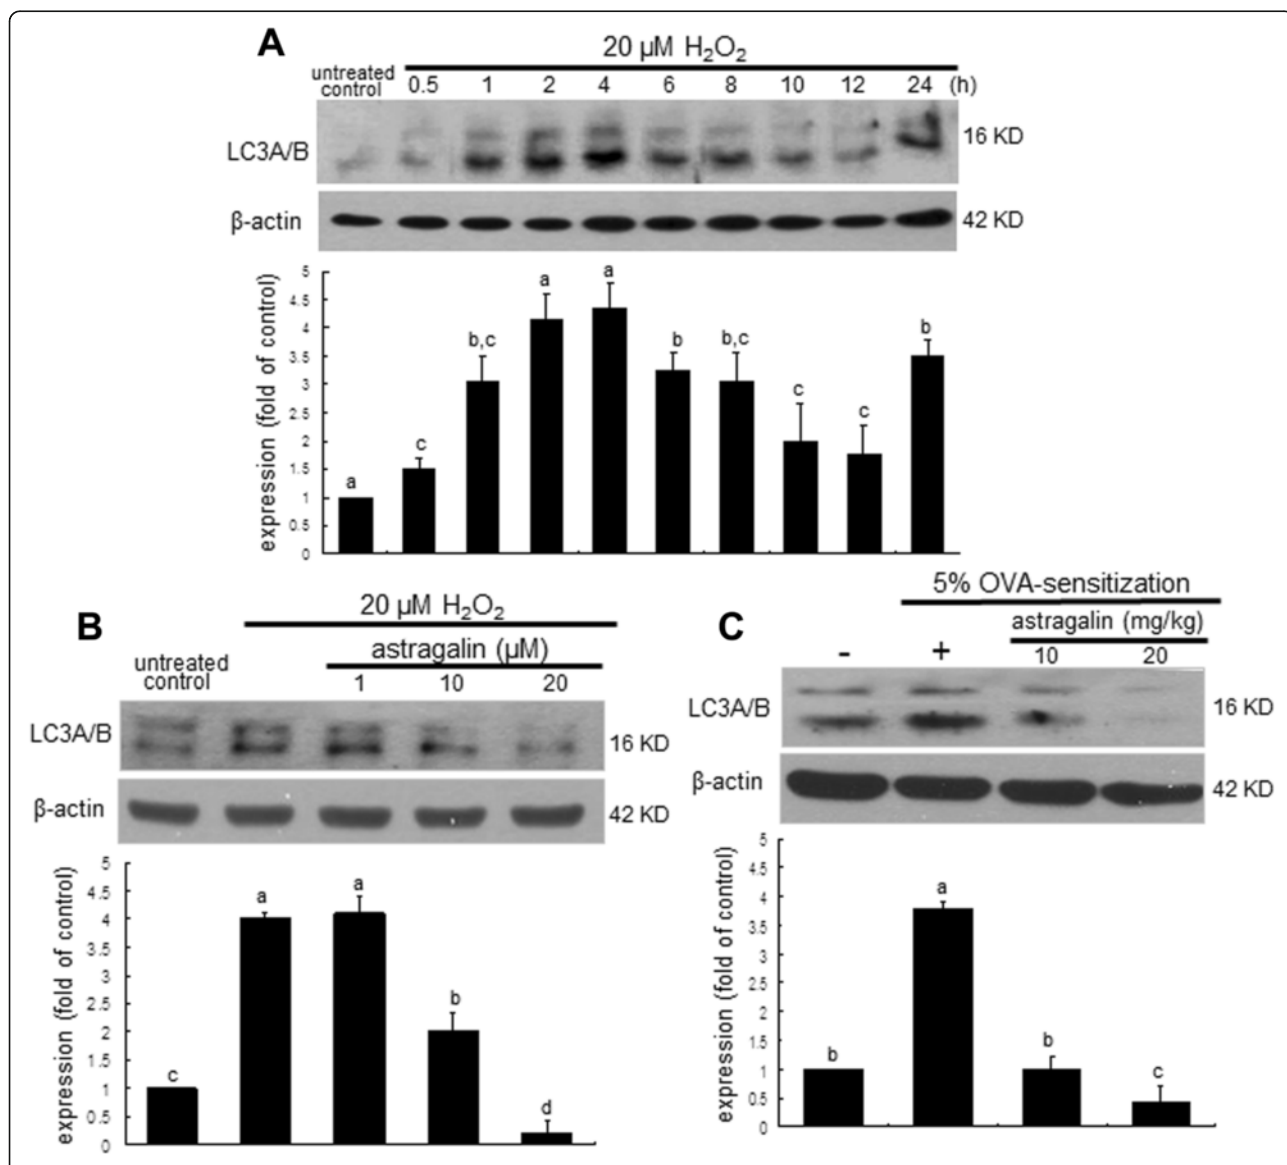 A
20 µM H₂O₂
untreated control 0.5 1 2 4 6 8 10 12 24 (h)
LC3A/B 16 KD
β-actin 42 KD
expression (fold of control)
5
4.5
4
3.5
3
2.5
2
1.5
1
0.5
0
a c b,c a a b b,c c c b
B
20 µM H₂O₂
astragalin (µM)
untreated control 1 10 20
LC3A/B 16 KD
β-actin 42 KD
expression (fold of control)
5
4.5
4
3.5
3
2.5
2
1.5
1
0.5
0
c a a b d
C
5% OVA-sensitization
astragalin (mg/kg)
- + 10 20
LC3A/B 16 KD
β-actin 42 KD
expression (fold of control)
5
4.5
4
3.5
3
2.5
2
1.5
1
0.5
0
b a b c